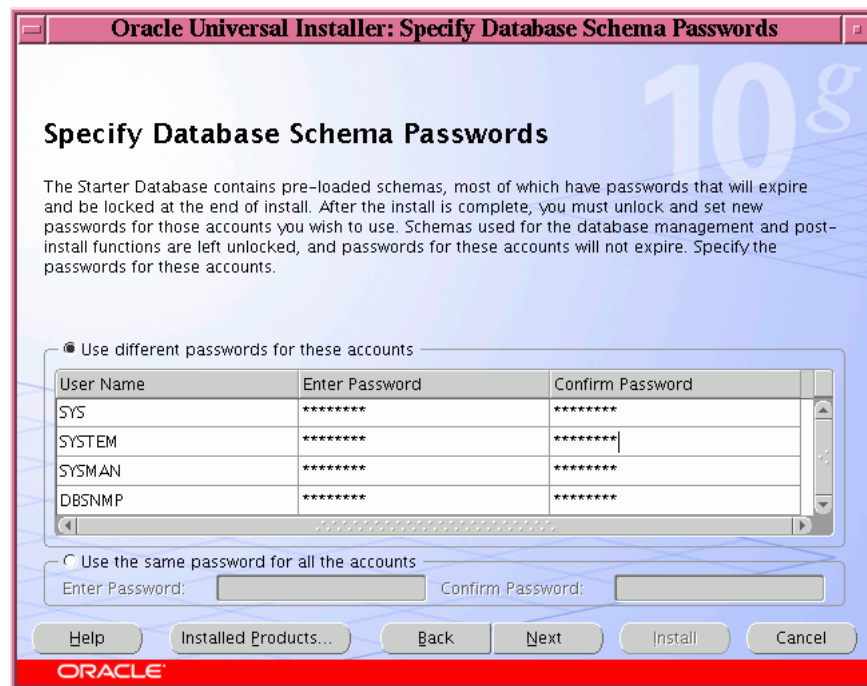 Oracle Universal Installer: Specify Database Schema Passwords
10g
Specify Database Schema Passwords
The Starter Database contains pre-loaded schemas, most of which have passwords that will expire
and be locked at the end of install. After the install is complete, you must unlock and set new
passwords for those accounts you wish to use. Schemas used for the database management and post-
install functions are left unlocked, and passwords for these accounts will not expire. Specify the
passwords for these accounts.
Use different passwords for these accounts
User Name Enter Password Confirm Password
SYS ******** ********
SYSTEM ******** ********
SYSMAN ******** ********
DBSNMP ******** ********
Use the same password for all the accounts
Enter Password: Confirm Password:
Help Installed Products... Back Next Install Cancel
ORACLE